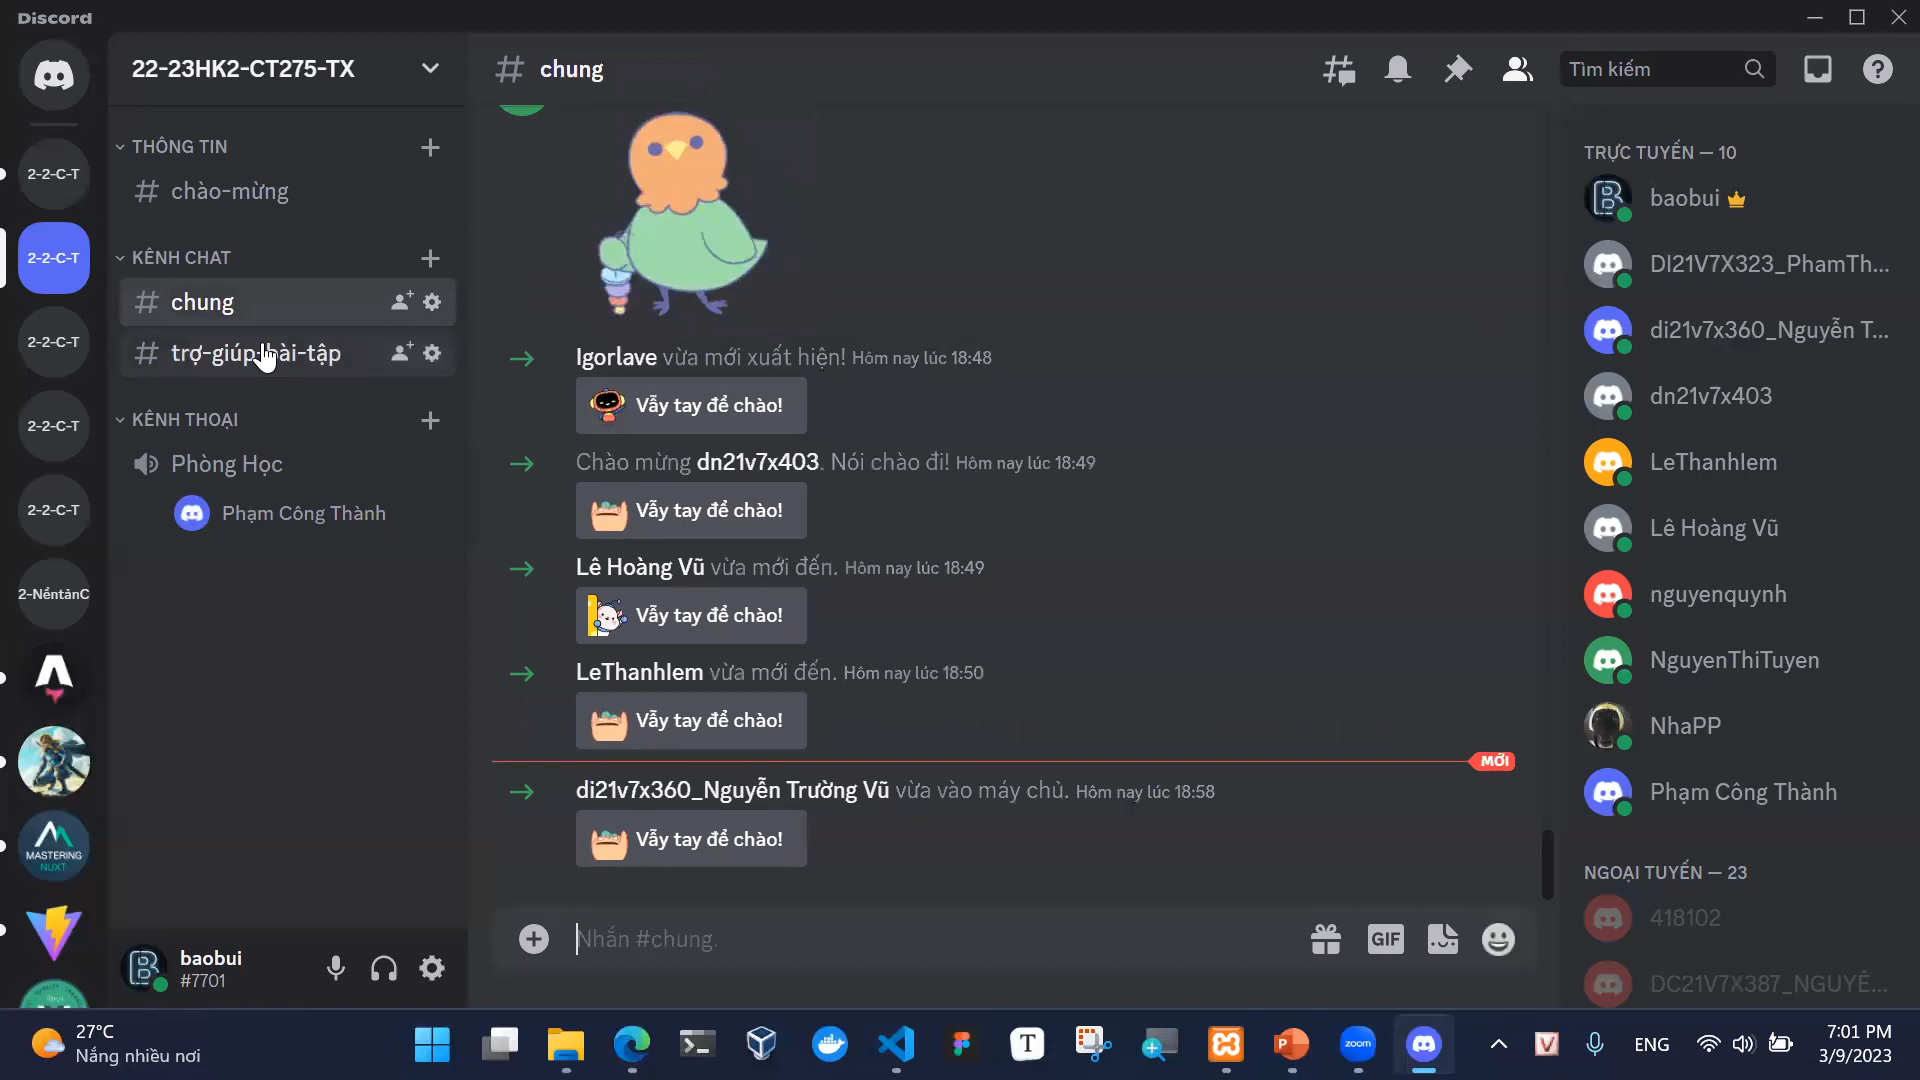 Discord
22-23HK2-CT275-TX
THÔNG TIN
chào-mừng
KÊNH CHAT
chung
trợ-giúp-bài-tập
KÊNH THOẠI
Phòng Học
Phạm Công Thành
2-2-C-T
2-2-C-T
2-2-C-T
2-2-C-T
2-2-C-T
2-NềntảnC
MASTERING
NUXT
baobui
#7701
chung
Tìm kiếm
Igorlave vừa mới xuất hiện! Hôm nay lúc 18:48
Vẫy tay để chào!
Chào mừng dn21v7x403. Nói chào đi! Hôm nay lúc 18:49
Vẫy tay để chào!
Lê Hoàng Vũ vừa mới đến. Hôm nay lúc 18:49
Vẫy tay để chào!
LeThanhlem vừa mới đến. Hôm nay lúc 18:50
Vẫy tay để chào!
MỚI
di21v7x360_Nguyễn Trường Vũ vừa vào máy chủ. Hôm nay lúc 18:58
Vẫy tay để chào!
Nhắn #chung.
GIF
TRỰC TUYẾN — 10
baobui
DI21V7X323_PhamTh...
di21v7x360_Nguyễn T...
dn21v7x403
LeThanhlem
Lê Hoàng Vũ
nguyenquynh
NguyenThiTuyen
NhaPP
Phạm Công Thành
NGOẠI TUYẾN — 23
418102
DC21V7X387_NGUYỄ...
27°C
Nắng nhiều nơi
zoom
ENG
7:01 PM
3/9/2023